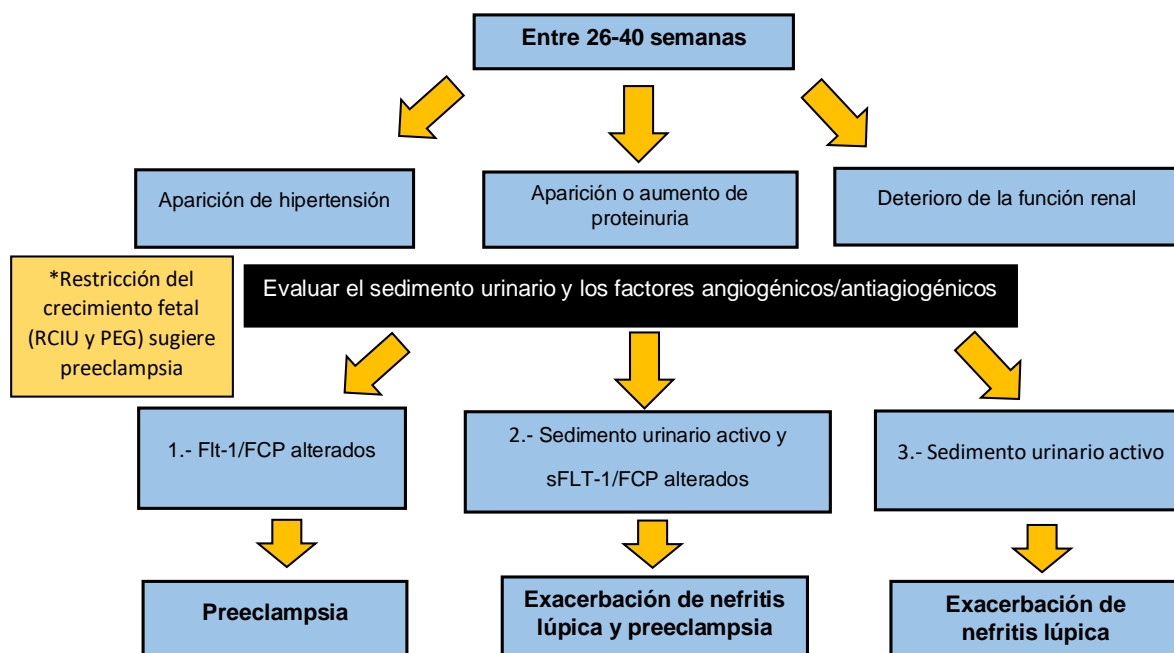 Entre 26-40 semanas
Aparición de hipertensión
Aparición o aumento de
proteinuria
Deterioro de la función renal
*Restricción del
crecimiento fetal
(RCIU y PEG) sugiere
preeclampsia
Evaluar el sedimento urinario y los factores angiogénicos/antiagiogénicos
1.- Flt-1/FCP alterados
2.- Sedimento urinario activo y
sFLT-1/FCP alterados
3.- Sedimento urinario activo
Preeclampsia
Exacerbación de nefritis
lúpica y preeclampsia
Exacerbación de
nefritis lúpica